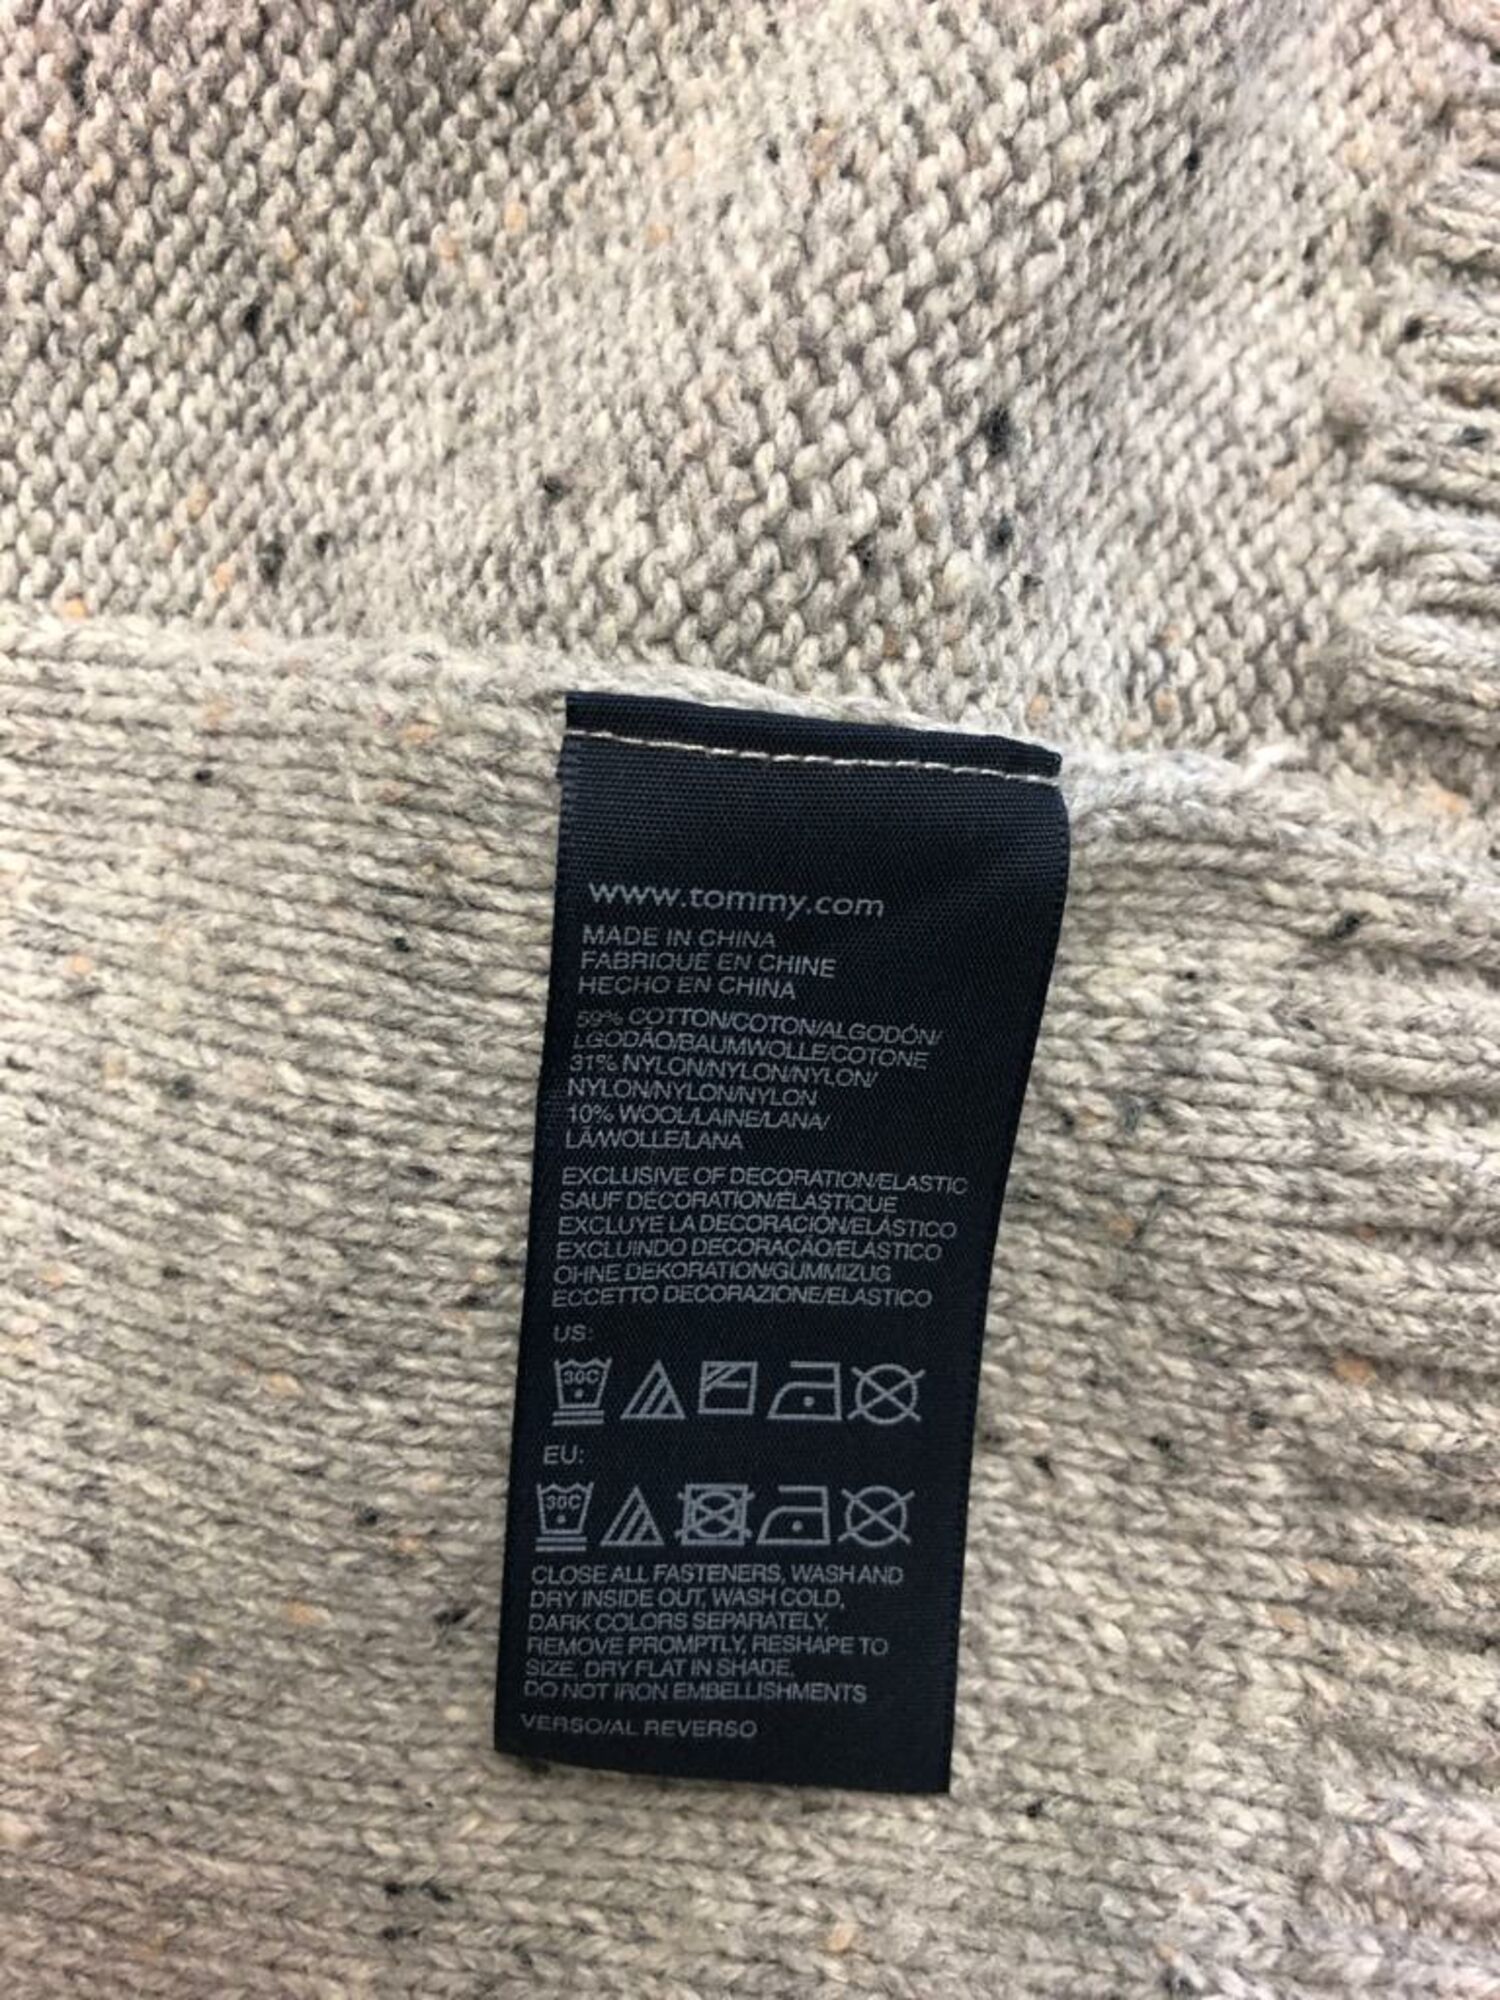 www.tommy.com
MADE IN CHINA
FABRIQUE EN CHINE
HECHO EN CHINA
59% COTTON/COTON/ALGODÓN/
LGODÃO/BAUMWOLLE/COTONE
31% NYLON/NYLON/NYLON/
NYLON/NYLON/NYLON
10% WOOL/LAINE/LANA/
LÃ/WOLLE/LANA
EXCLUSIVE OF DECORATION/ELASTIC
SAUF DÉCORATION/ÉLASTIQUE
EXCLUYE LA DECORACIÓN/ELÁSTICO
EXCLUINDO DECORAÇÃO/ELÁSTICO
OHNE DEKORATION/GUMMIZUG
ECCETTO DECORAZIONE/ELASTICO
US:
30C
EU:
30C
CLOSE ALL FASTENERS, WASH AND
DRY INSIDE OUT, WASH COLD,
DARK COLORS SEPARATELY,
REMOVE PROMPTLY, RESHAPE TO
SIZE, DRY FLAT IN SHADE,
DO NOT IRON EMBELLISHMENTS
VERSO/AL REVERSO